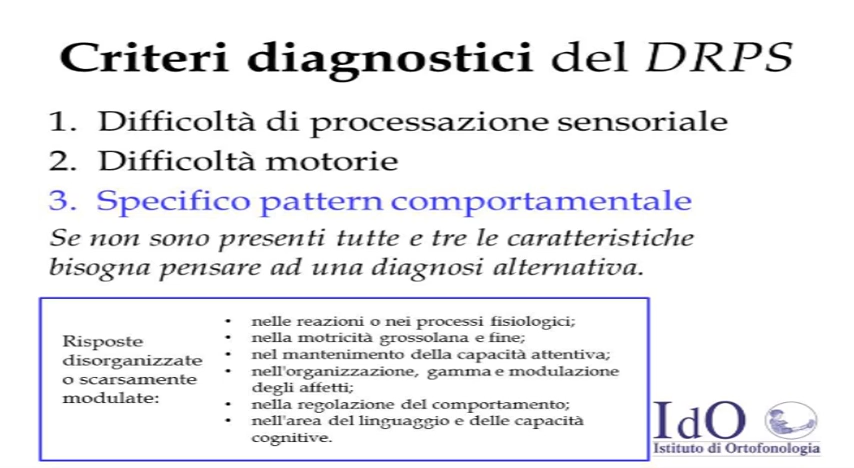 Criteri diagnostici del DRPS
1. Difficoltà di processazione sensoriale
2. Difficoltà motorie
3. Specifico pattern comportamentale
Se non sono presenti tutte e tre le caratteristiche
bisogna pensare ad una diagnosi alternativa.
Risposte
disorganizzate
o scarsamente
modulate:
• nelle reazioni o nei processi fisiologici;
• nella motricità grossolana e fine;
• nel mantenimento della capacità attentiva;
• nell'organizzazione, gamma e modulazione
degli affetti;
• nella regolazione del comportamento;
• nell'area del linguaggio e delle capacità
cognitive.
IdO
Istituto di Ortofonologia